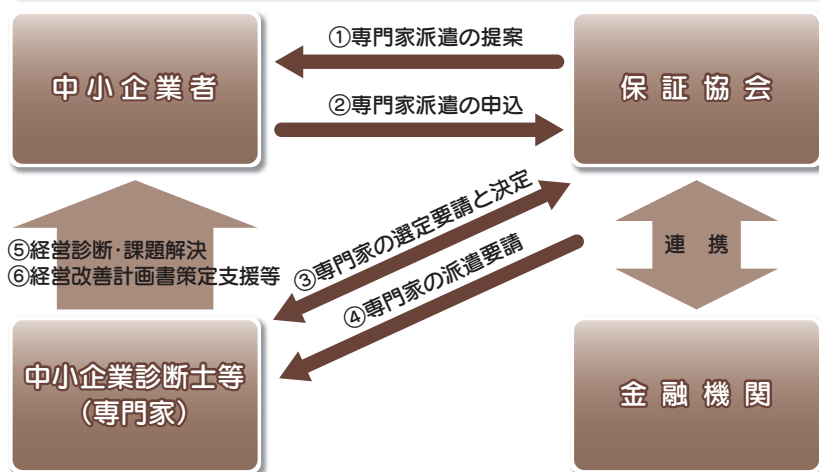 ①専門家派遣の提案
中小企業者
保証協会
②専門家派遣の申込
③専門家の選定要請と決定
④専門家の派遣要請
⑤経営診断・課題解決
⑥経営改善計画書策定支援等
連携
中小企業診断士等
（専門家）
金融機関